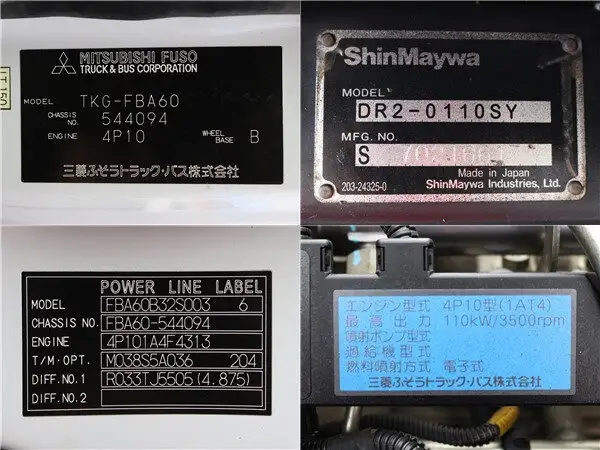 MITSUBISHI FUSO
TRUCK & BUS CORPORATION
MODEL TKG-FBA60
CHASSIS NO. 544094
ENGINE 4P10 WHEEL BASE B
三菱ふそうトラック・バス株式会社
ShinMaywa
MODEL
DR2-0110SY
MFG. NO.
S
Made in Japan
203-24325-0 ShinMaywa Industries, Ltd.
POWER LINE LABEL
MODEL FBA60B32S003 6
CHASSIS NO. FBA60-544094
ENGINE 4P101A4F4313
T/M・OPT. M038S5A036 204
DIFF. NO.1 R033TJ5505(4.875)
DIFF. NO.2
エンジン型式 4P10型(1AT4)
最高出力 110kW/3500rpm
噴射ポンプ型式
過給機型式
燃料噴射方式 電子式
三菱ふそうトラック・バス株式会社